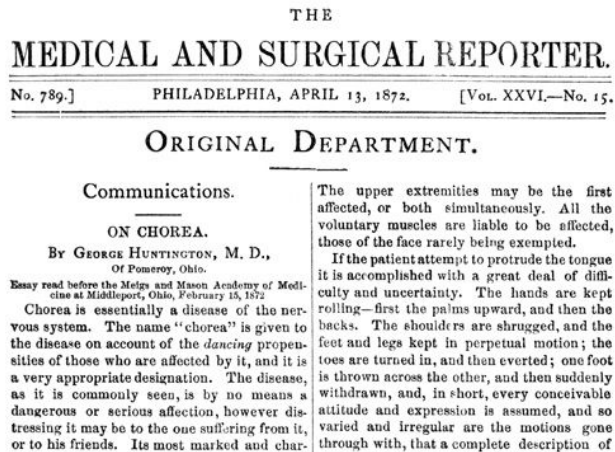 THE
MEDICAL AND SURGICAL REPORTER.
No. 789.] PHILADELPHIA, APRIL 13, 1872. [VOL. XXVI.—No. 15.
ORIGINAL DEPARTMENT.
Communications.
ON CHOREA.
BY GEORGE HUNTINGTON, M. D.,
Of Pomeroy, Ohio.
Essay read before the Meigs and Mason Academy of Medi-
cine at Middleport, Ohio, February 15, 1872
Chorea is essentially a disease of the ner-
vous system. The name "chorea" is given to
the disease on account of the dancing propen-
sities of those who are affected by it, and it is
a very appropriate designation. The disease,
as it is commonly seen, is by no means a
dangerous or serious affection, however dis-
tressing it may be to the one suffering from it,
or to his friends. Its most marked and char-
The upper extremities may be the first
affected, or both simultaneously. All the
voluntary muscles are liable to be affected,
those of the face rarely being exempted.
If the patient attempt to protrude the tongue
it is accomplished with a great deal of diffi-
culty and uncertainty. The hands are kept
rolling—first the palms upward, and then the
backs. The shoulders are shrugged, and the
feet and legs kept in perpetual motion; the
toes are turned in, and then everted; one foot
is thrown across the other, and then suddenly
withdrawn, and, in short, every conceivable
attitude and expression is assumed, and so
varied and irregular are the motions gone
through with, that a complete description of